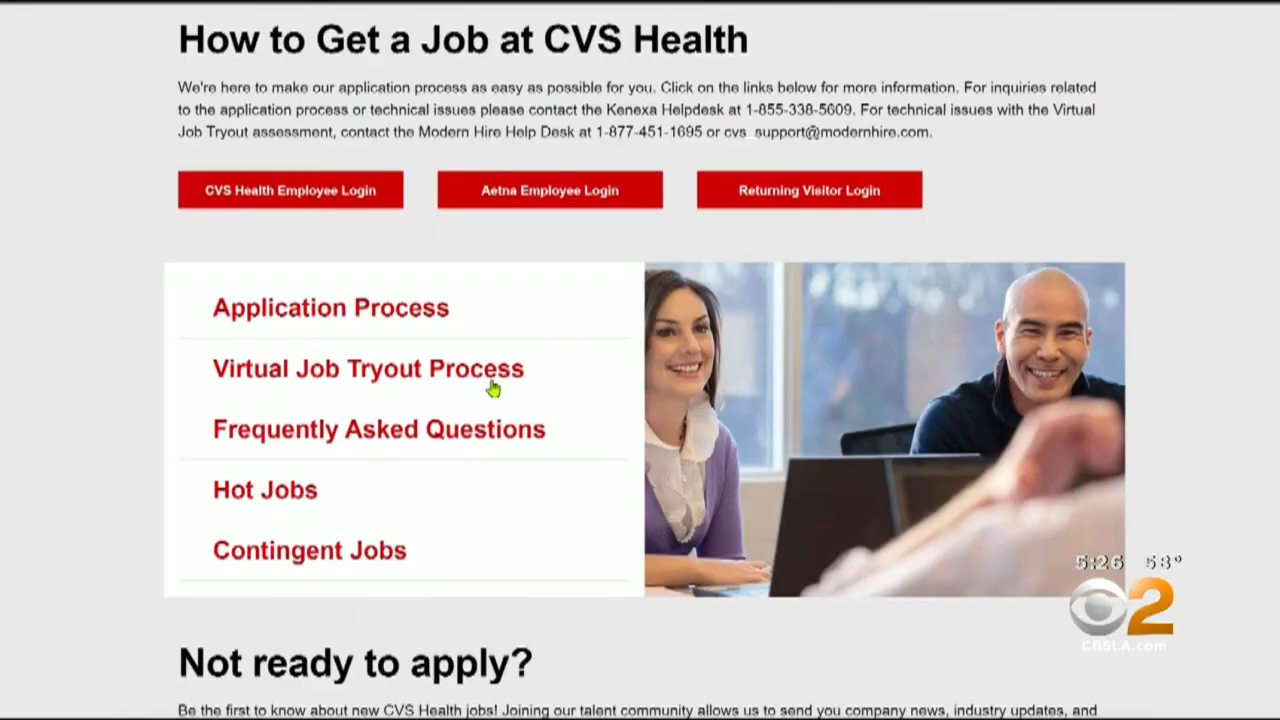 How to Get a Job at CVS Health
We're here to make our application process as easy as possible for you. Click on the links below for more information. For inquiries related
to the application process or technical issues please contact the Kenexa Helpdesk at 1-855-338-5609. For technical issues with the Virtual
Job Tryout assessment, contact the Modern Hire Help Desk at 1-877-451-1695 or cvs_support@modernhire.com.
CVS Health Employee Login
Aetna Employee Login
Returning Visitor Login
Application Process
Virtual Job Tryout Process
Frequently Asked Questions
Hot Jobs
Contingent Jobs
5:26 58°
2
CBSLA.com
Not ready to apply?
Be the first to know about new CVS Health jobs! Joining our talent community allows us to send you company news, industry updates, and